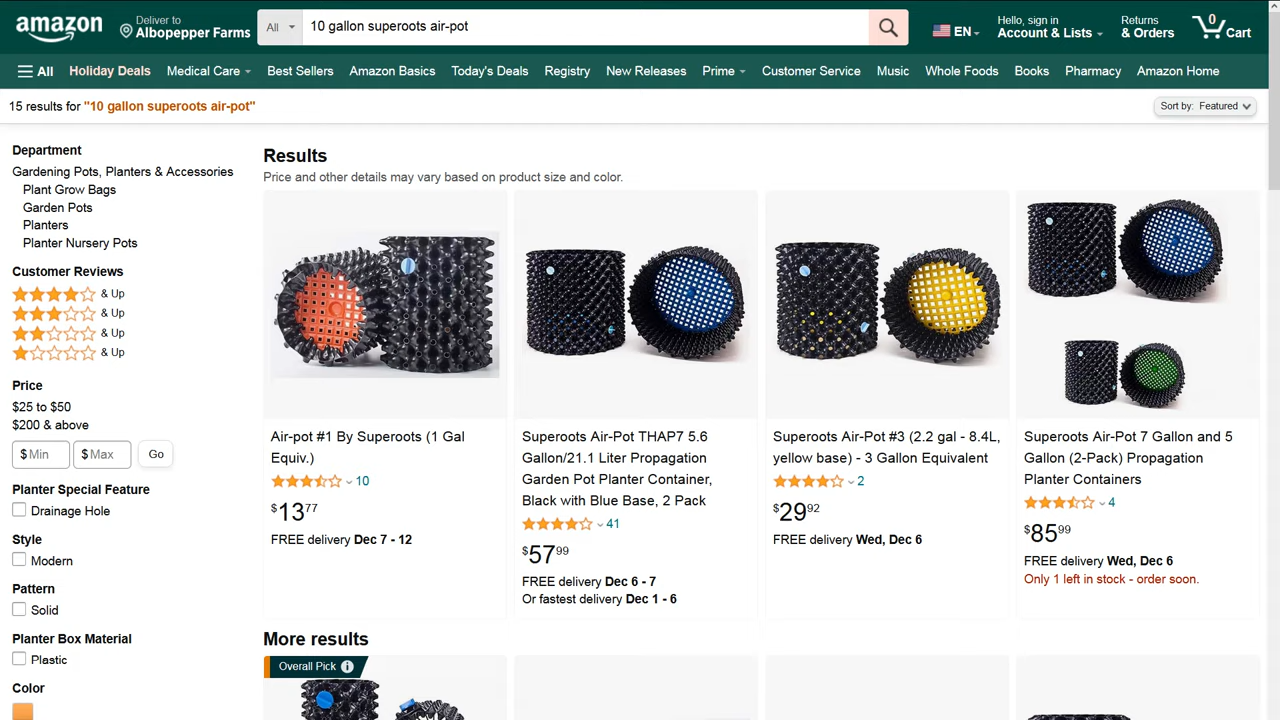 amazon
Deliver to
Albopepper Farms
All
10 gallon superoots air-pot
EN
Hello, sign in
Account & Lists
Returns
& Orders
0
Cart
All
Holiday Deals
Medical Care
Best Sellers
Amazon Basics
Today's Deals
Registry
New Releases
Prime
Customer Service
Music
Whole Foods
Books
Pharmacy
Amazon Home
15 results for "10 gallon superoots air-pot"
Sort by: Featured
Department
Gardening Pots, Planters & Accessories
Plant Grow Bags
Garden Pots
Planters
Planter Nursery Pots
Customer Reviews
& Up
& Up
& Up
& Up
Price
$25 to $50
$200 & above
$ Min
$ Max
Go
Planter Special Feature
Drainage Hole
Style
Modern
Pattern
Solid
Planter Box Material
Plastic
Color
Results
Price and other details may vary based on product size and color.
Air-pot #1 By Superoots (1 Gal
Equiv.)
10
$13 77
FREE delivery Dec 7 - 12
Superoots Air-Pot THAP7 5.6
Gallon/21.1 Liter Propagation
Garden Pot Planter Container,
Black with Blue Base, 2 Pack
41
$57 99
FREE delivery Dec 6 - 7
Or fastest delivery Dec 1 - 6
Superoots Air-Pot #3 (2.2 gal - 8.4L,
yellow base) - 3 Gallon Equivalent
2
$29 92
FREE delivery Wed, Dec 6
Superoots Air-Pot 7 Gallon and 5
Gallon (2-Pack) Propagation
Planter Containers
4
$85 99
FREE delivery Wed, Dec 6
Only 1 left in stock - order soon.
More results
Overall Pick